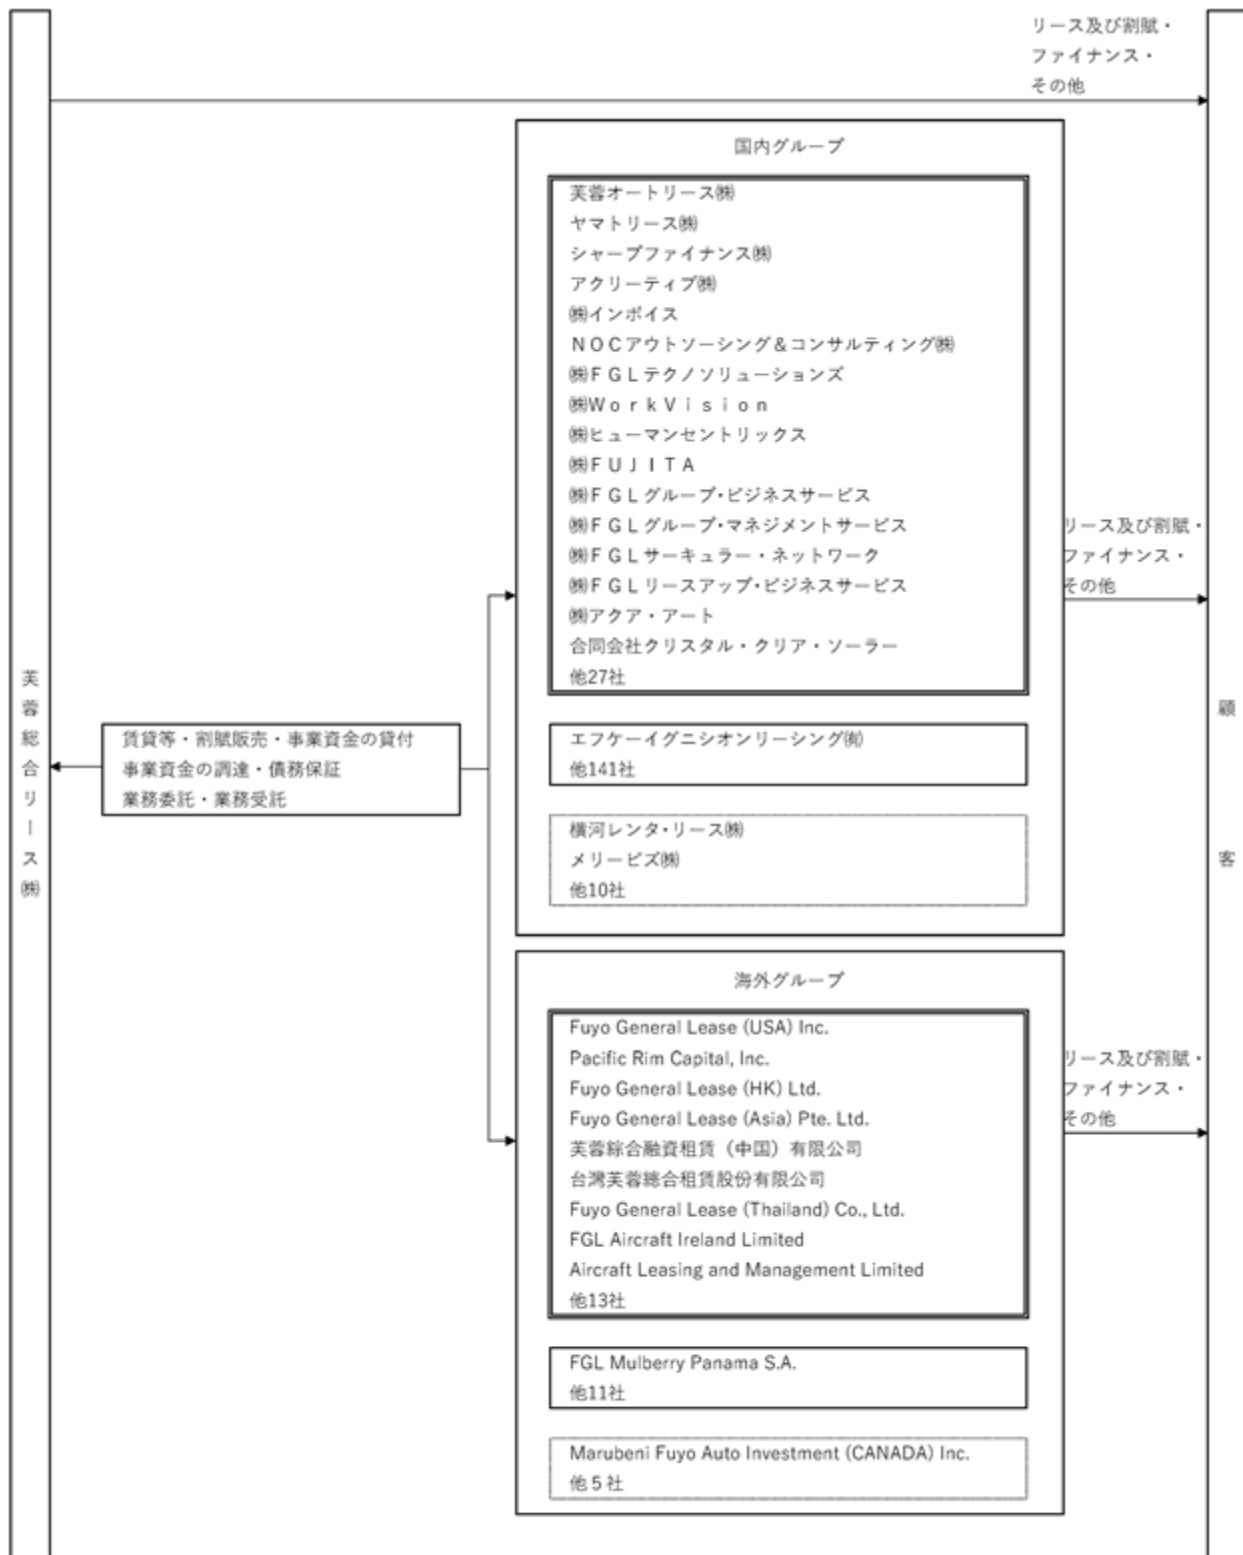 リース及び割賦・
ファイナンス・
その他
国内グループ
芙蓉オートリース㈱
ヤマトリース㈱
シャープファイナンス㈱
アクリーティブ㈱
㈱インボイス
ＮＯＣアウトソーシング＆コンサルティング㈱
㈱ＦＧＬテクノソリューションズ
㈱ＷｏｒｋＶｉｓｉｏｎ
㈱ヒューマンセントリックス
㈱ＦＵＪＩＴＡ
㈱ＦＧＬグループ・ビジネスサービス
㈱ＦＧＬグループ・マネジメントサービス
㈱ＦＧＬサーキュラー・ネットワーク
㈱ＦＧＬリースアップ・ビジネスサービス
㈱アクア・アート
合同会社クリスタル・クリア・ソーラー
他27社
リース及び割賦・
ファイナンス・
その他
芙蓉総合リース㈱
賃貸等・割賦販売・事業資金の貸付
事業資金の調達・債務保証
業務委託・業務受託
エフケーイグニシオンリーシング㈲
他141社
横河レンタ・リース㈱
メリービズ㈱
他10社
顧客
海外グループ
Fuyo General Lease (USA) Inc.
Pacific Rim Capital, Inc.
Fuyo General Lease (HK) Ltd.
Fuyo General Lease (Asia) Pte. Ltd.
芙蓉綜合融資租賃（中国）有限公司
台灣芙蓉總合租賃股份有限公司
Fuyo General Lease (Thailand) Co., Ltd.
FGL Aircraft Ireland Limited
Aircraft Leasing and Management Limited
他13社
リース及び割賦・
ファイナンス・
その他
FGL Mulberry Panama S.A.
他11社
Marubeni Fuyo Auto Investment (CANADA) Inc.
他５社